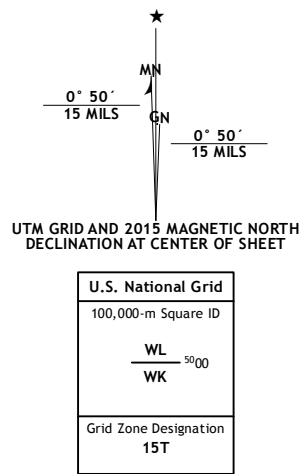 ★
MN
0° 50´
15 MILS
GN
0° 50´
15 MILS
UTM GRID AND 2015 MAGNETIC NORTH
DECLINATION AT CENTER OF SHEET
U.S. National Grid
100,000-m Square ID
WL
5000
WK
Grid Zone Designation
15T